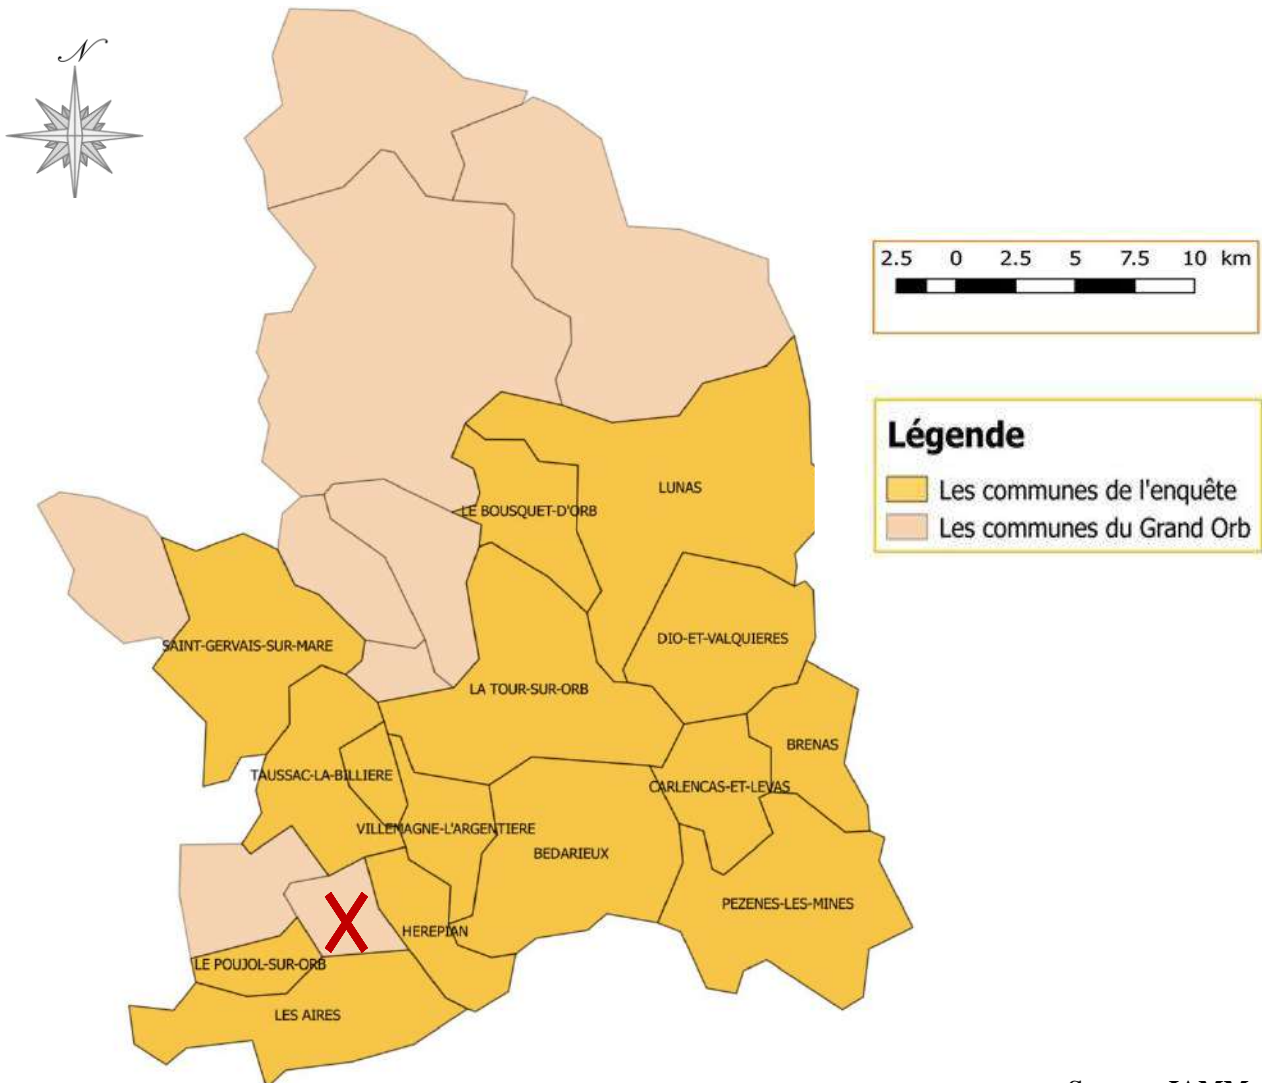 N
2.5 0 2.5 5 7.5 10 km
Légende
Les communes de l'enquête
Les communes du Grand Orb
LUNAS
LE BOUSQUET-D'ORB
DIO-ET-VALQUIERES
SAINT-GERVAIS-SUR-MARE
LA TOUR-SUR-ORB
BRENAS
TAUSSAC-LA-BILLIERE
CARLENCAS-ET-LEVAS
VILLEMAGNE-L'ARGENTIERE
BEDARIEUX
PEZENES-LES-MINES
X
HEREPIAN
LE POUJOL-SUR-ORB
LES AIRES